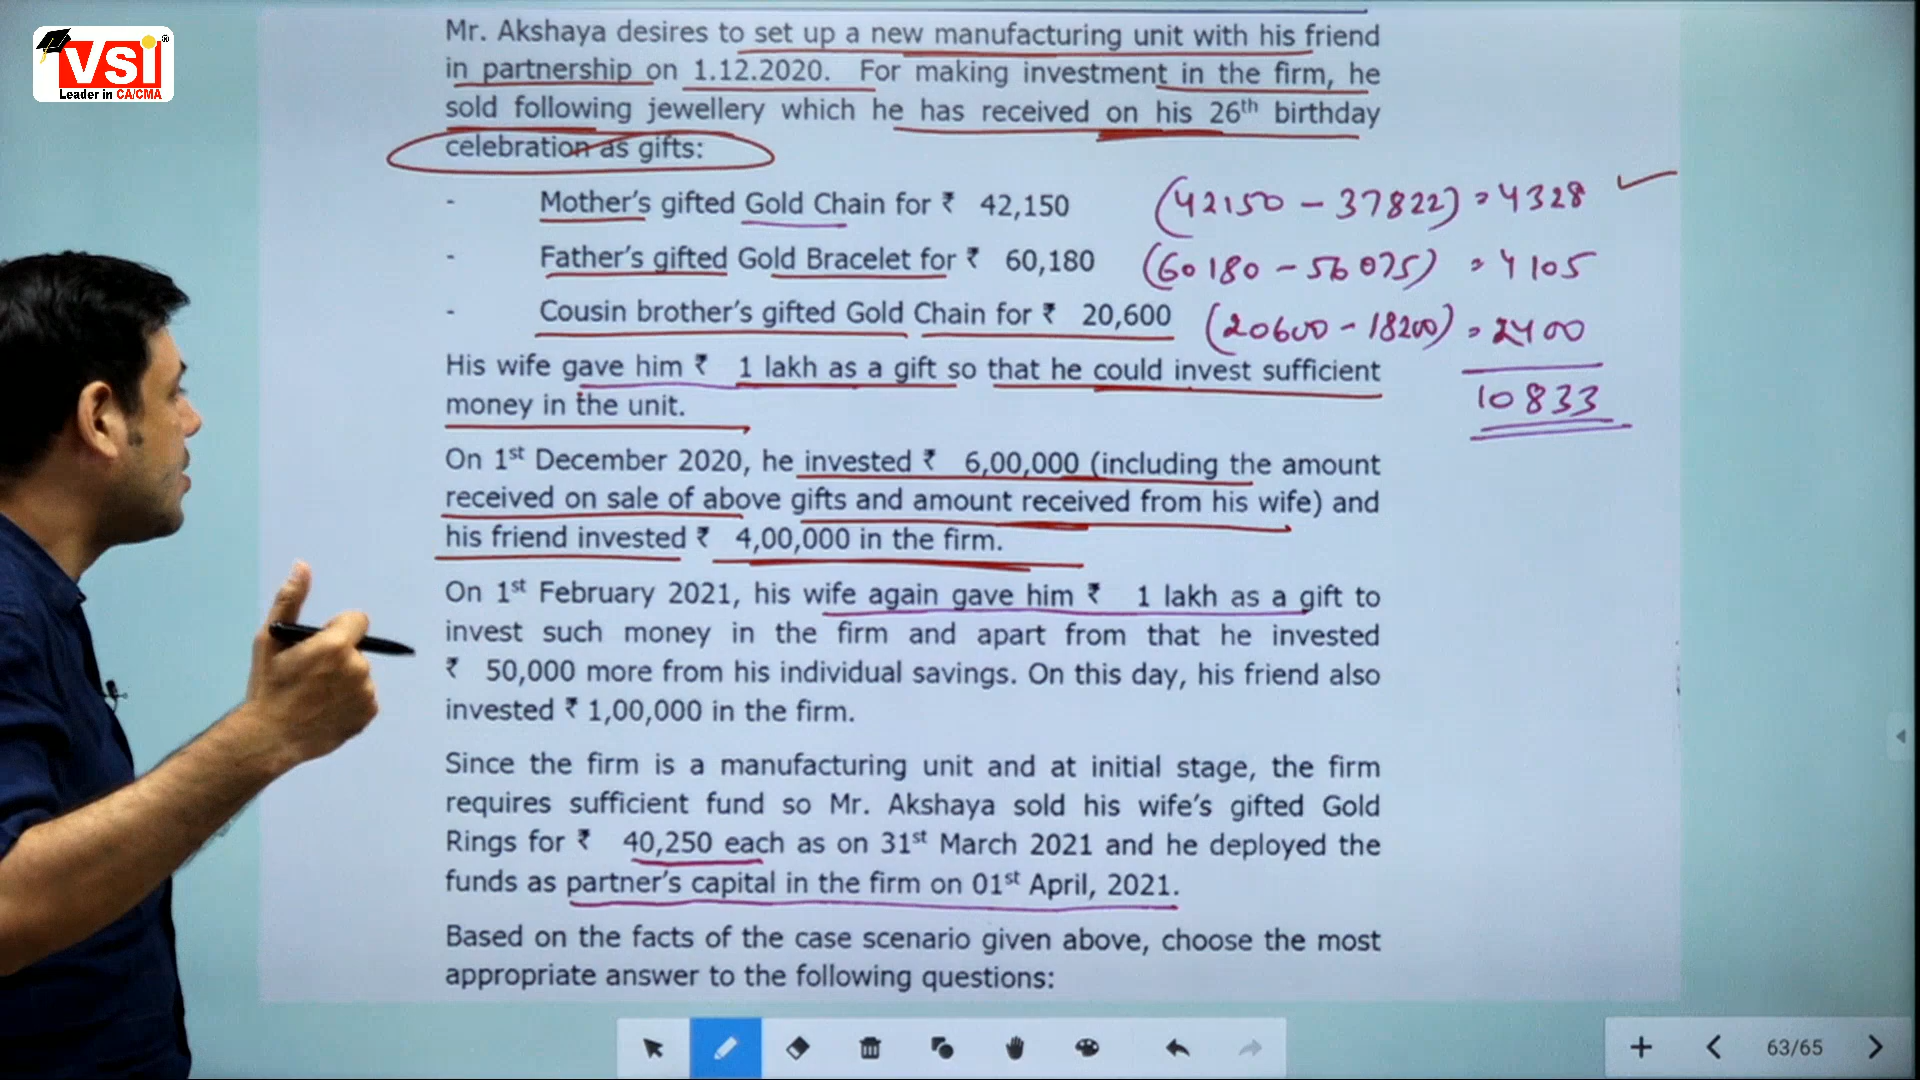 VSI®
Leader in CA/CMA
Mr. Akshaya desires to set up a new manufacturing unit with his friend
in partnership on 1.12.2020. For making investment in the firm, he
sold following jewellery which he has received on his 26th birthday
celebration as gifts:
- Mother's gifted Gold Chain for ₹ 42,150 (42150 - 37822) = 4328
- Father's gifted Gold Bracelet for ₹ 60,180 (60180 - 56075) = 4105
- Cousin brother's gifted Gold Chain for ₹ 20,600 (20600 - 18200) = 2400
His wife gave him ₹ 1 lakh as a gift so that he could invest sufficient
money in the unit.
10833
On 1st December 2020, he invested ₹ 6,00,000 (including the amount
received on sale of above gifts and amount received from his wife) and
his friend invested ₹ 4,00,000 in the firm.
On 1st February 2021, his wife again gave him ₹ 1 lakh as a gift to
invest such money in the firm and apart from that he invested
₹ 50,000 more from his individual savings. On this day, his friend also
invested ₹ 1,00,000 in the firm.
Since the firm is a manufacturing unit and at initial stage, the firm
requires sufficient fund so Mr. Akshaya sold his wife's gifted Gold
Rings for ₹ 40,250 each as on 31st March 2021 and he deployed the
funds as partner's capital in the firm on 01st April, 2021.
Based on the facts of the case scenario given above, choose the most
appropriate answer to the following questions:
63/65